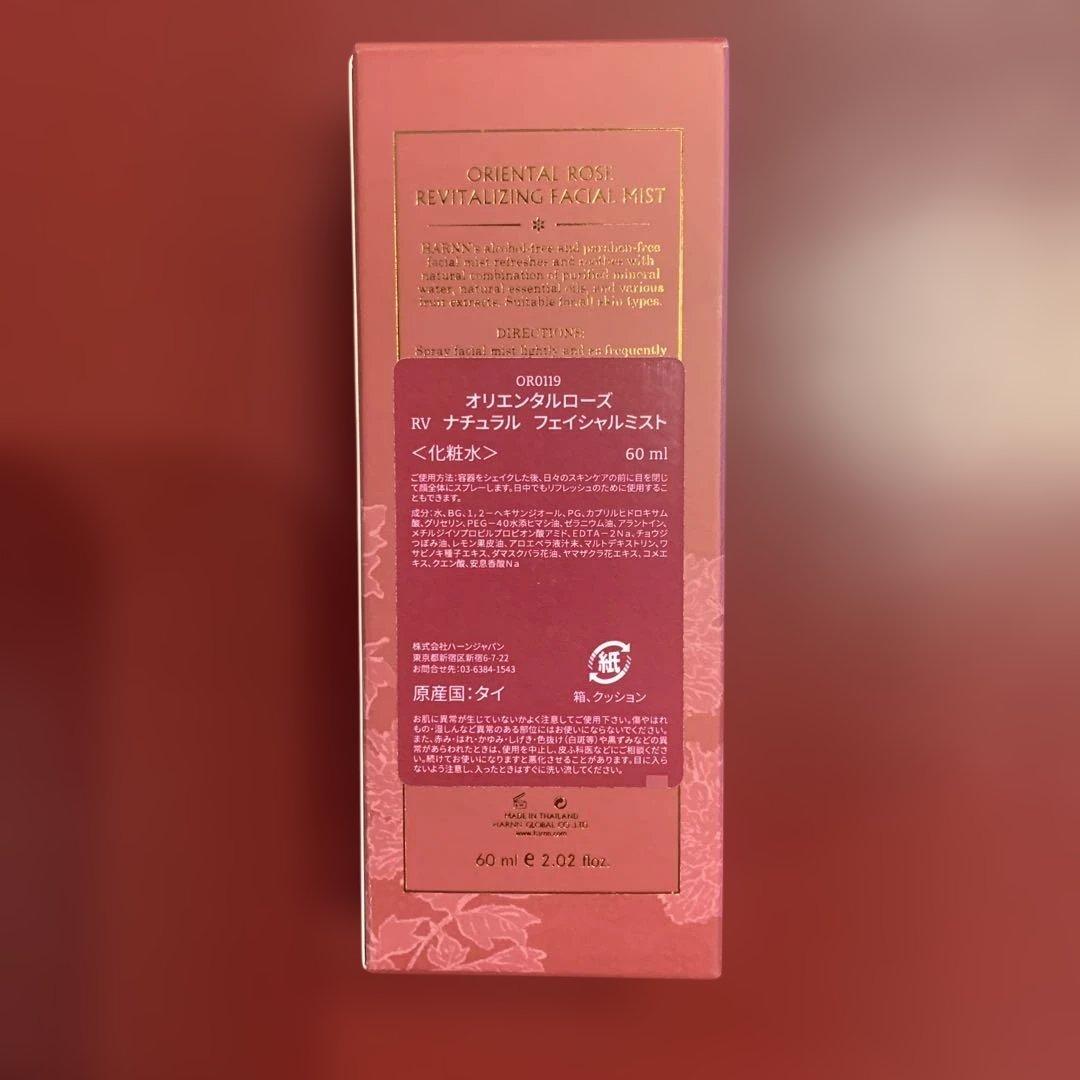 ORIENTAL ROSE
REVITALIZING FACIAL MIST
HARNN's alcohol-free and paraben-free
facial mist refreshes and soothes with
natural combination of purified mineral
water, natural essential oils, and various
fruit extracts. Suitable for all skin types.
DIRECTIONS:
Spray facial mist lightly and as frequently
OR0119
オリエンタルローズ
RV ナチュラル フェイシャルミスト
<化粧水> 60 ml
ご使用方法:容器をシェイクした後、日々のスキンケアの前に目を閉じ
て顔全体にスプレーします。日中でもリフレッシュのために使用するこ
ともできます。
成分:水、BG、1,2-ヘキサンジオール、PG、カプリルヒドロキサム
酸、グリセリン、PEG-40水添ヒマシ油、ゼラニウム油、アラントイン、
メチルジイソプロピルプロピオン酸アミド、EDTA-2Na、チョウジ
つぼみ油、レモン果皮油、アロエベラ液汁末、マルトデキストリン、ワ
サビノキ種子エキス、ダマスクバラ花油、ヤマザクラ花エキス、コメエ
キス、クエン酸、安息香酸Na
株式会社ハーンジャパン
東京都新宿区新宿6-7-22
お問合せ先:03-6384-1543
原産国:タイ
紙
箱、クッション
お肌に異常が生じていないかよく注意してご使用下さい。傷やはれ
もの・湿しんなど異常のある部位にはお使いにならないでください。
また、赤み・はれ・かゆみ・しげき・色抜け(白斑等)や黒ずみなどの異
常があらわれたときは、使用を中止し、皮ふ科医などにご相談くださ
い。続けてお使いになりますと悪化させることがあります。目に入ら
ないよう注意し、入ったときはすぐに洗い流してください。
MADE IN THAILAND
HARNN GLOBAL CO.,LTD
www.harnn.com
60 ml e 2.02 floz.